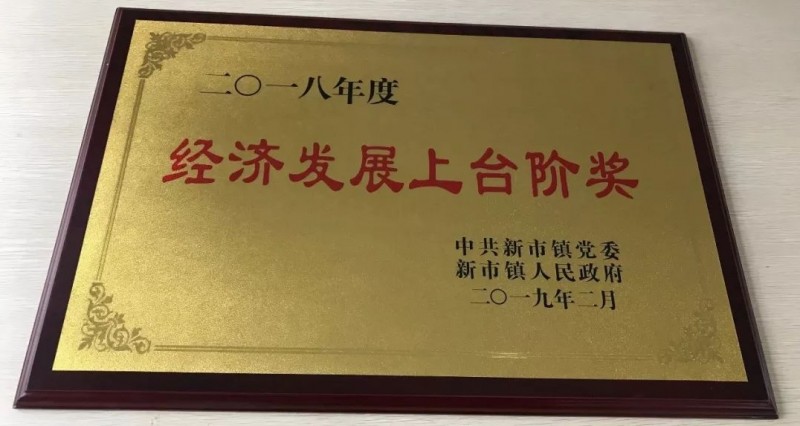 二〇一八年度
经济发展上台阶奖
中共新市镇党委
新市镇人民政府
二〇一九年二月